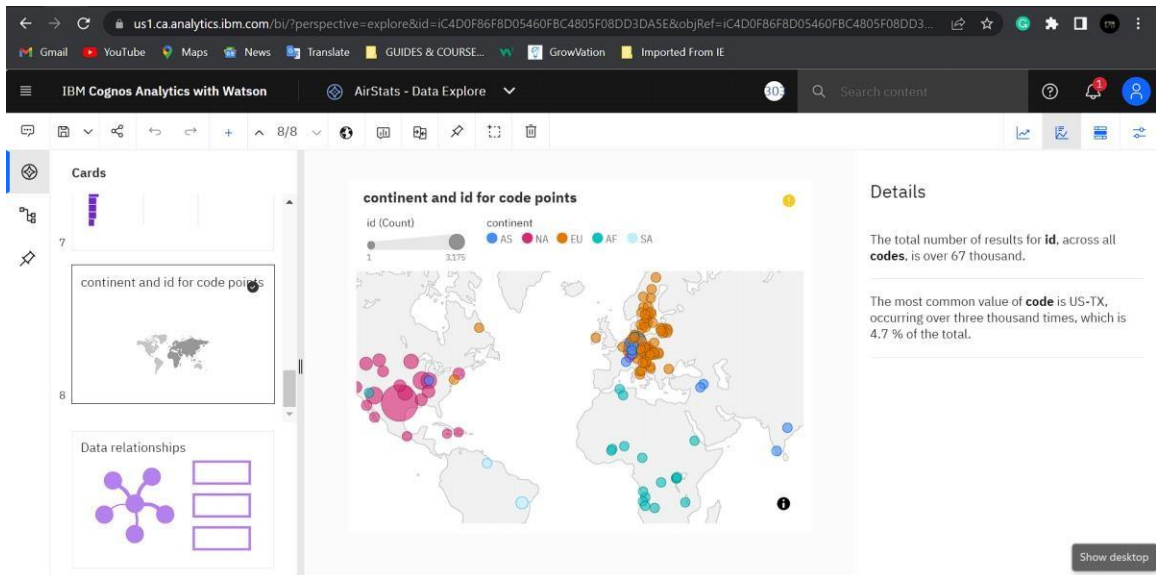 us1.ca.analytics.ibm.com/bi/?perspective=explore&id=iC4D0F86F8D05460FBC4805F08DD3DA5E&objRef=iC4D0F86F8D05460FBC4805F08DD3...
Gmail YouTube Maps News Translate GUIDES & COURSE... GrowVation Imported From IE
IBM Cognos Analytics with Watson AirStats - Data Explore 303 Search content 1
8/8
Cards
7
continent and id for code points
8
Data relationships
continent and id for code points
id (Count) continent
AS NA EU AF SA
1 3,175
Details
The total number of results for id, across all
codes, is over 67 thousand.
The most common value of code is US-TX,
occurring over three thousand times, which is
4.7 % of the total.
Show desktop